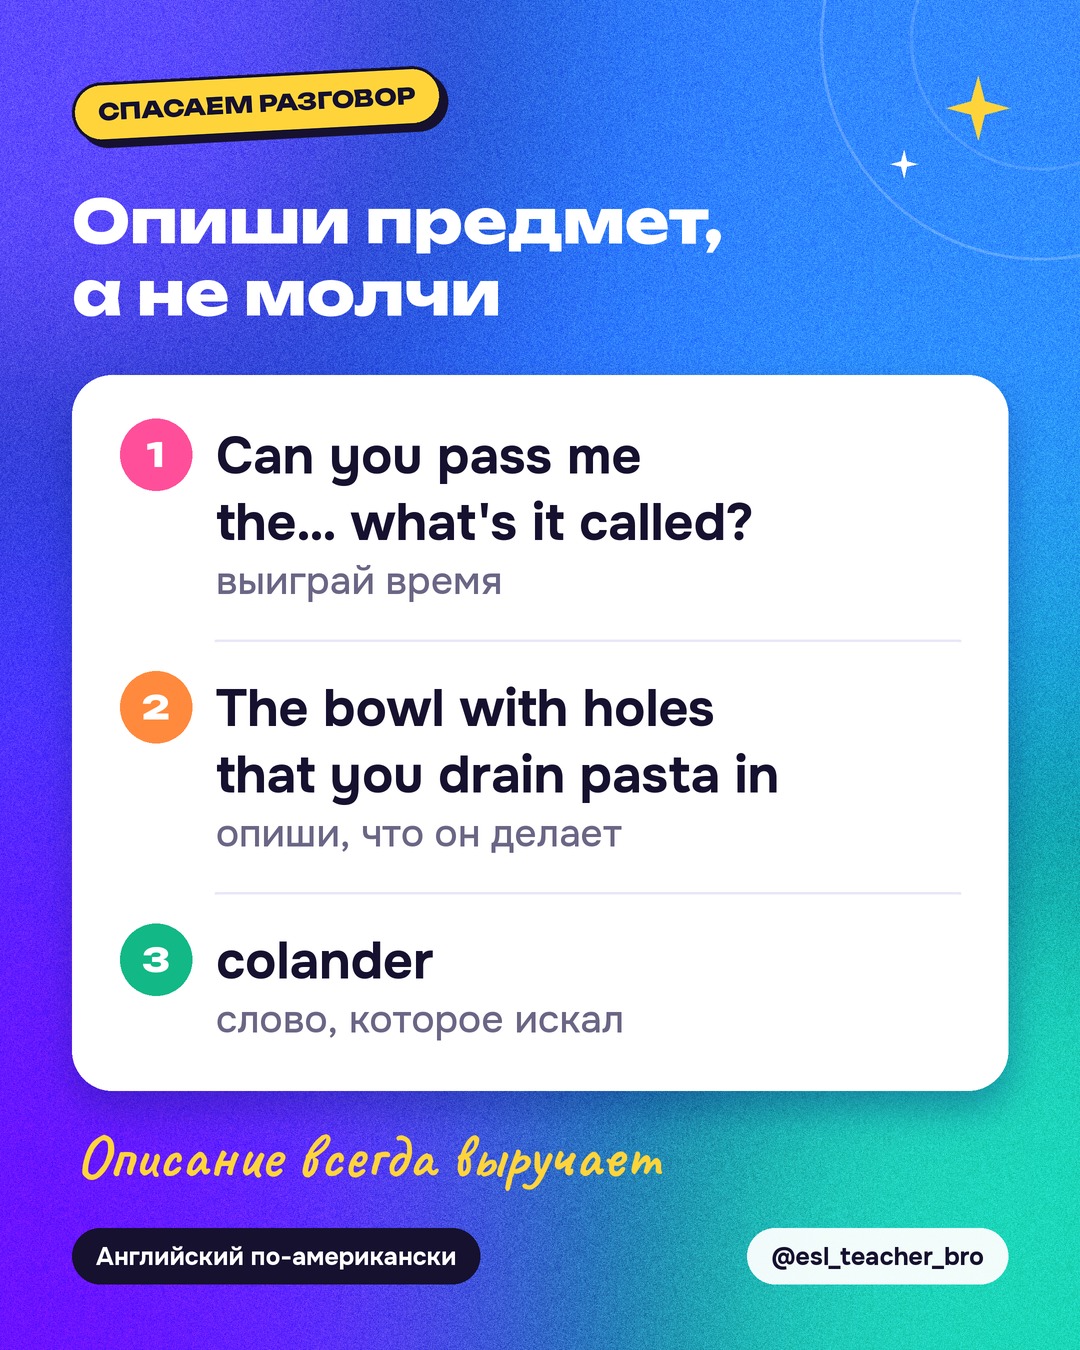 СПАСАЕМ РАЗГОВОР
Опиши предмет,
а не молчи
1
Can you pass me
the... what's it called?
выиграй время
2
The bowl with holes
that you drain pasta in
опиши, что он делает
3
colander
слово, которое искал
Описание всегда выручает
Английский по-американски
@esl_teacher_bro